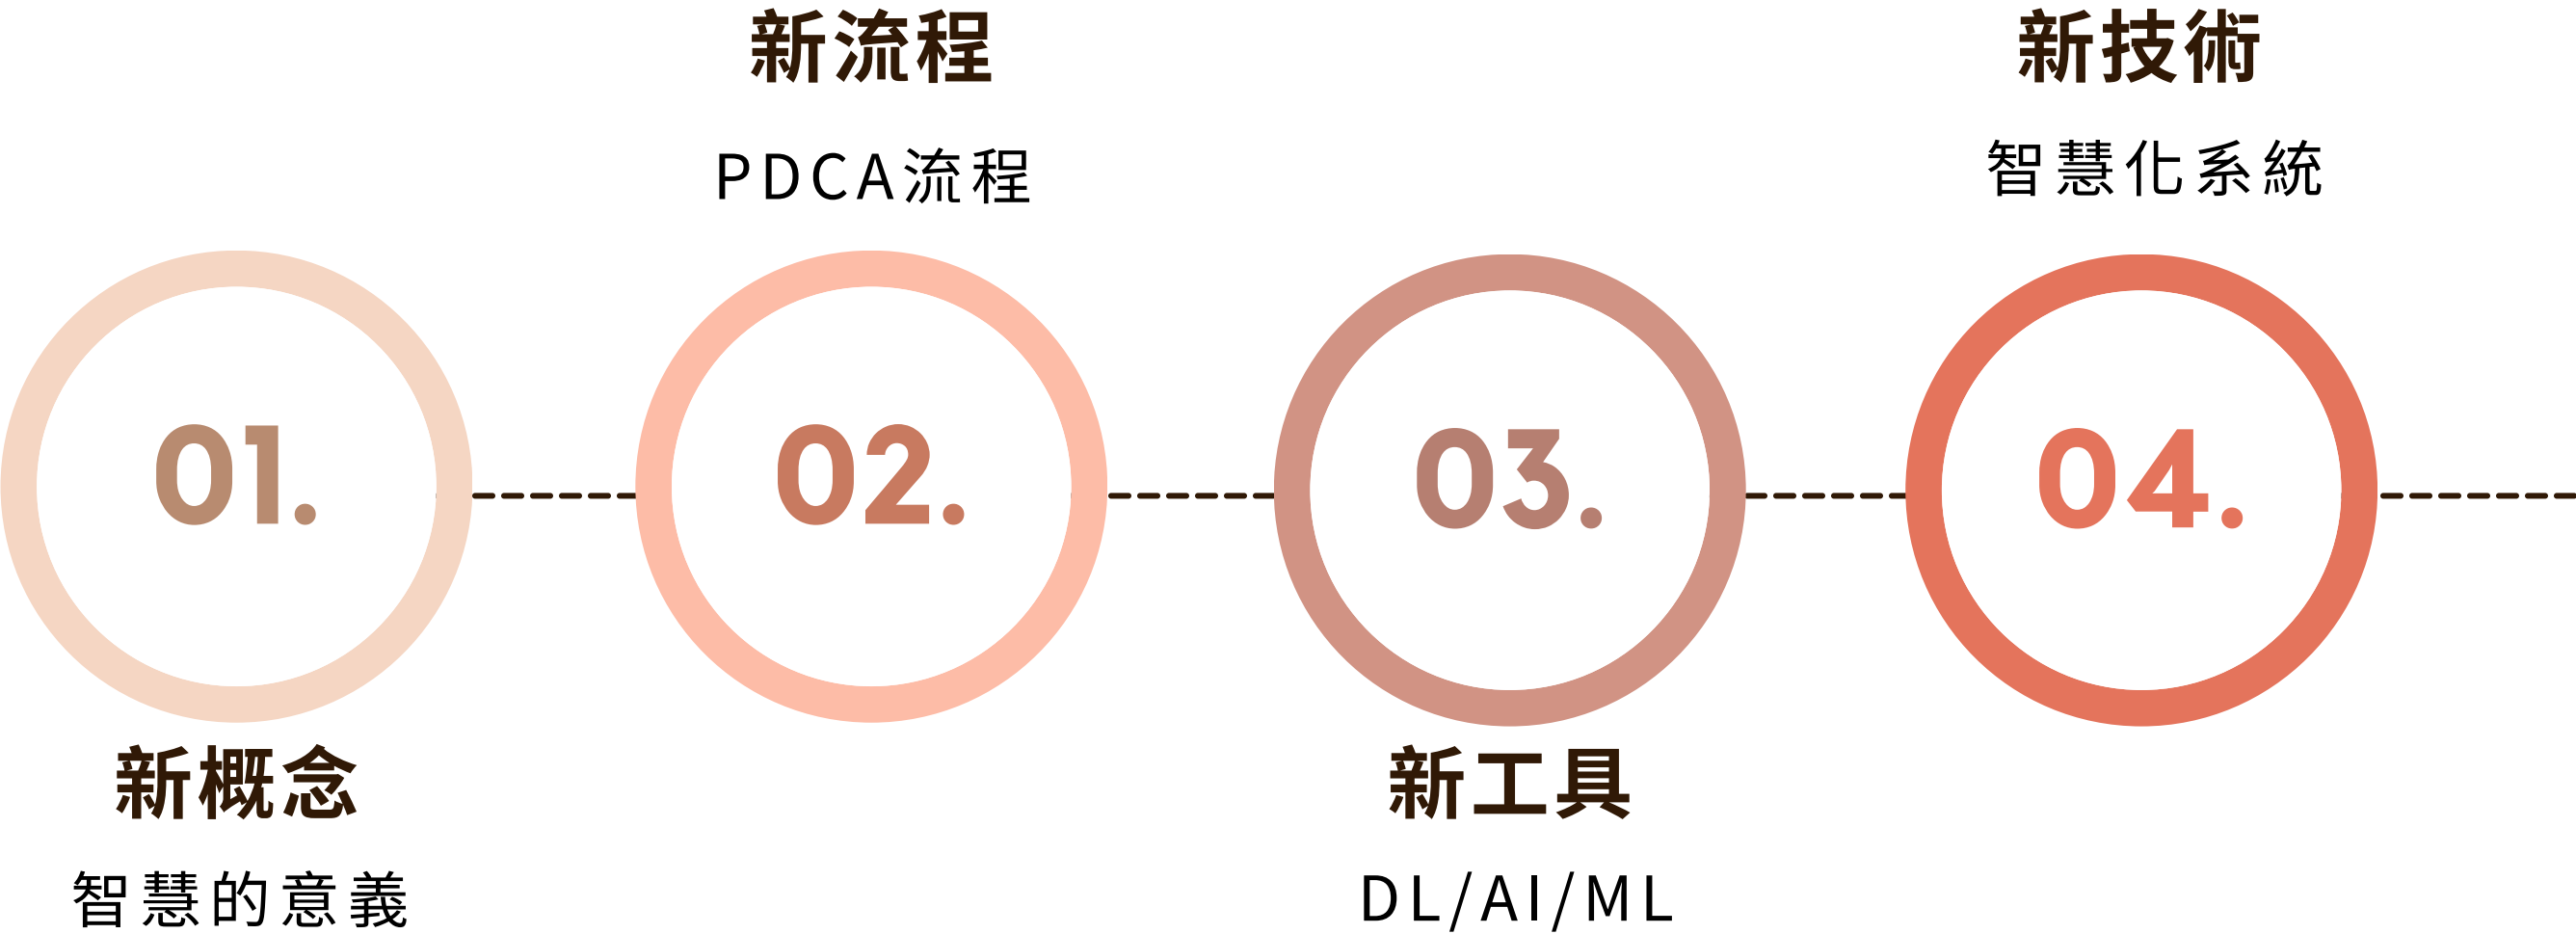 01.
新概念
智慧的意義
新流程
PDCA流程
02.
03.
新工具
DL/AI/ML
新技術
智慧化系統
04.